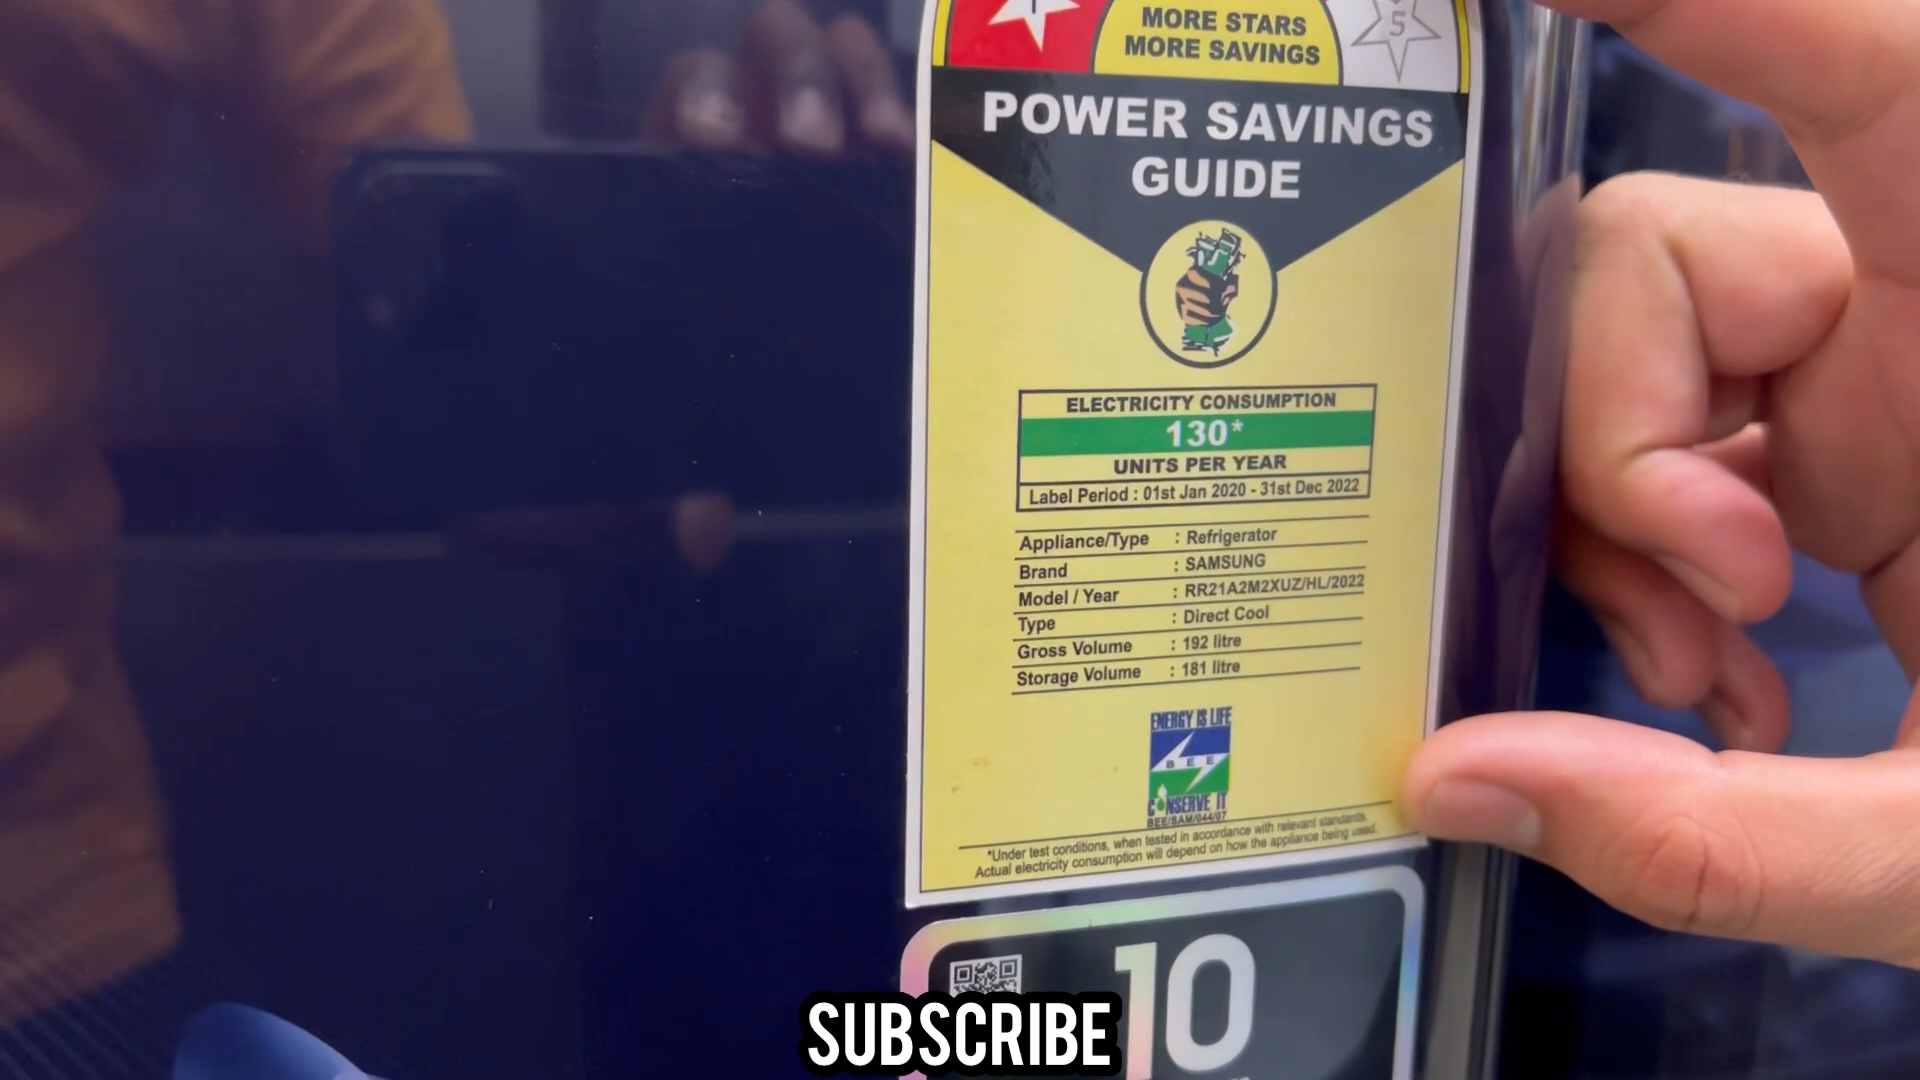 1
5
MORE STARS
MORE SAVINGS
POWER SAVINGS
GUIDE
ELECTRICITY CONSUMPTION
130*
UNITS PER YEAR
Label Period : 01st Jan 2020 - 31st Dec 2022
Appliance/Type : Refrigerator
Brand : SAMSUNG
Model / Year : RR21A2M2XUZ/HL/2022
Type : Direct Cool
Gross Volume : 192 litre
Storage Volume : 181 litre
ENERGY IS LIFE
BEE
CONSERVE IT
BEE/SAM/044/07
*Under test conditions, when tested in accordance with relevant standards.
Actual electricity consumption will depend on how the appliance being used.
10
SUBSCRIBE